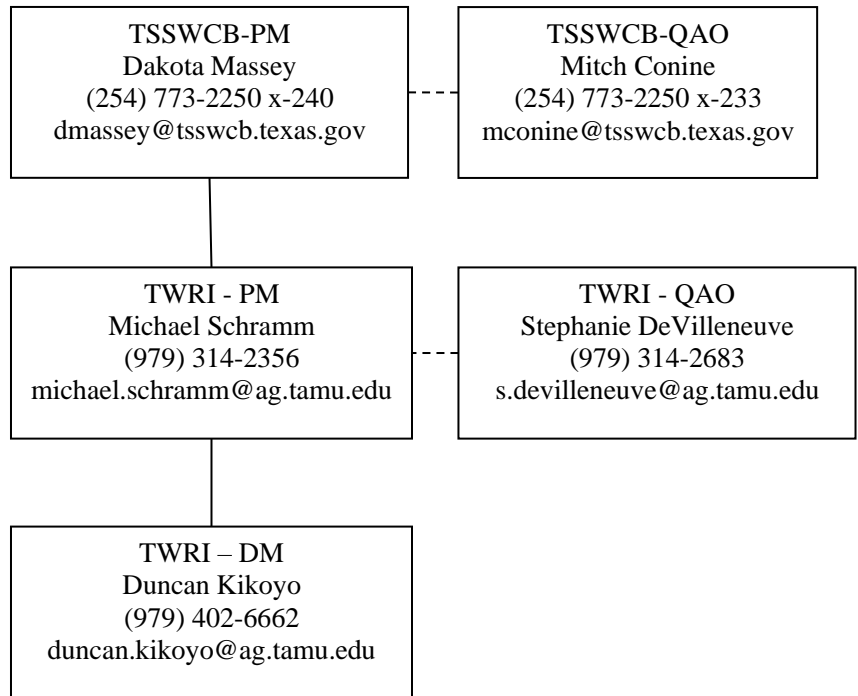 TSSWCB-PM
Dakota Massey
(254) 773-2250 x-240
dmassey@tsswcb.texas.gov
TSSWCB-QAO
Mitch Conine
(254) 773-2250 x-233
mconine@tsswcb.texas.gov
TWRI - PM
Michael Schramm
(979) 314-2356
michael.schramm@ag.tamu.edu
TWRI - QAO
Stephanie DeVilleneuve
(979) 314-2683
s.devilleneuve@ag.tamu.edu
TWRI – DM
Duncan Kikoyo
(979) 402-6662
duncan.kikoyo@ag.tamu.edu